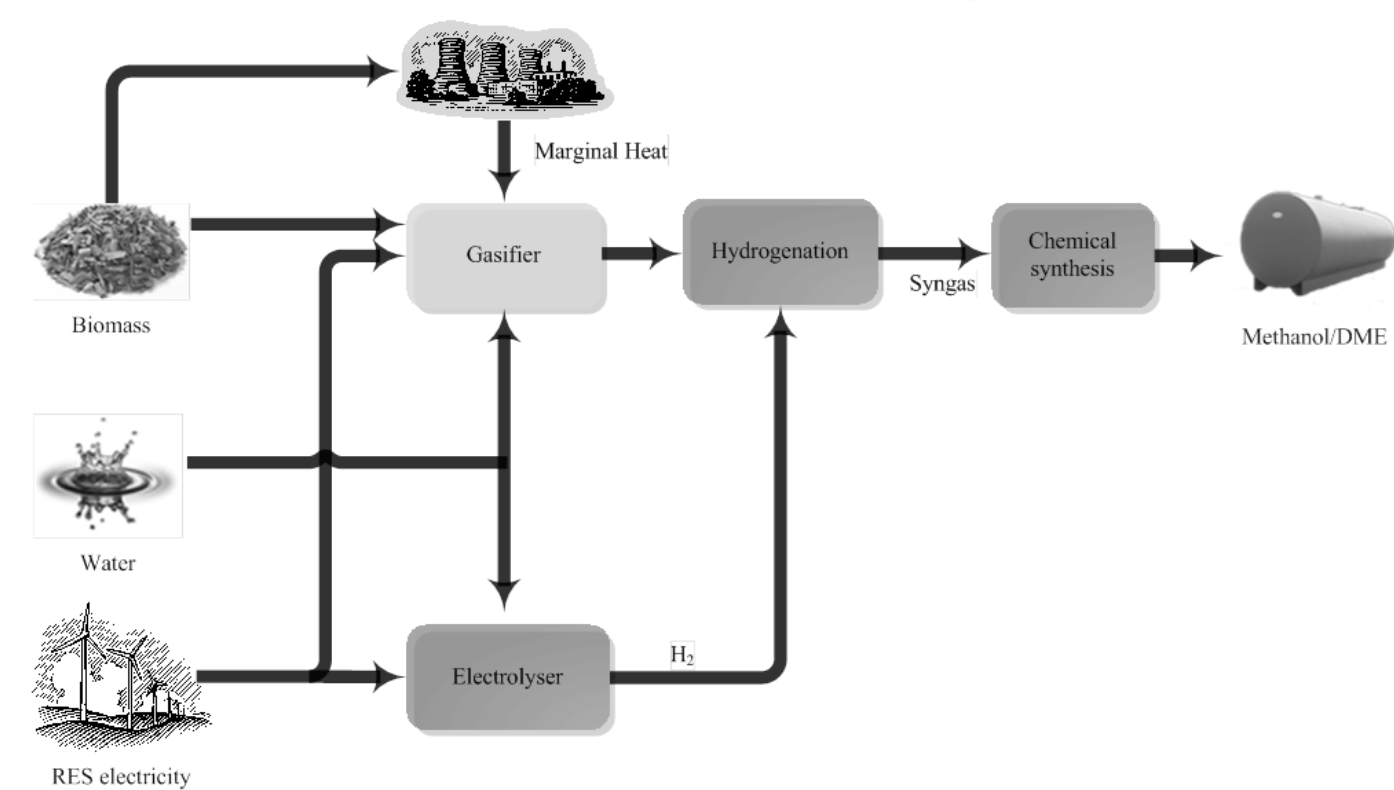 Marginal Heat
Gasifier
Hydrogenation
Chemical
synthesis
Syngas
Biomass
Methanol/DME
Water
H₂
Electrolyser
RES electricity